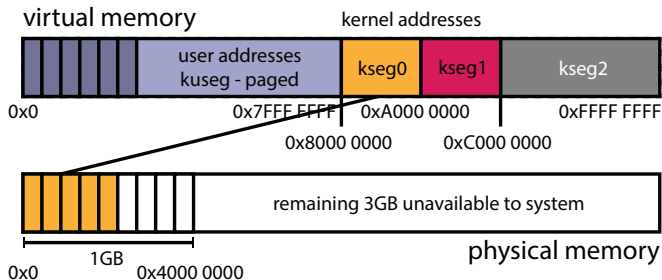 virtual memory
kernel addresses
user addresses
kuseg - paged
kseg0
kseg1
kseg2
0x0
0x7FFF FFFF
0xA000 0000
0xFFFF FFFF
0x8000 0000
0xC000 0000
remaining 3GB unavailable to system
1GB
physical memory
0x0
0x4000 0000